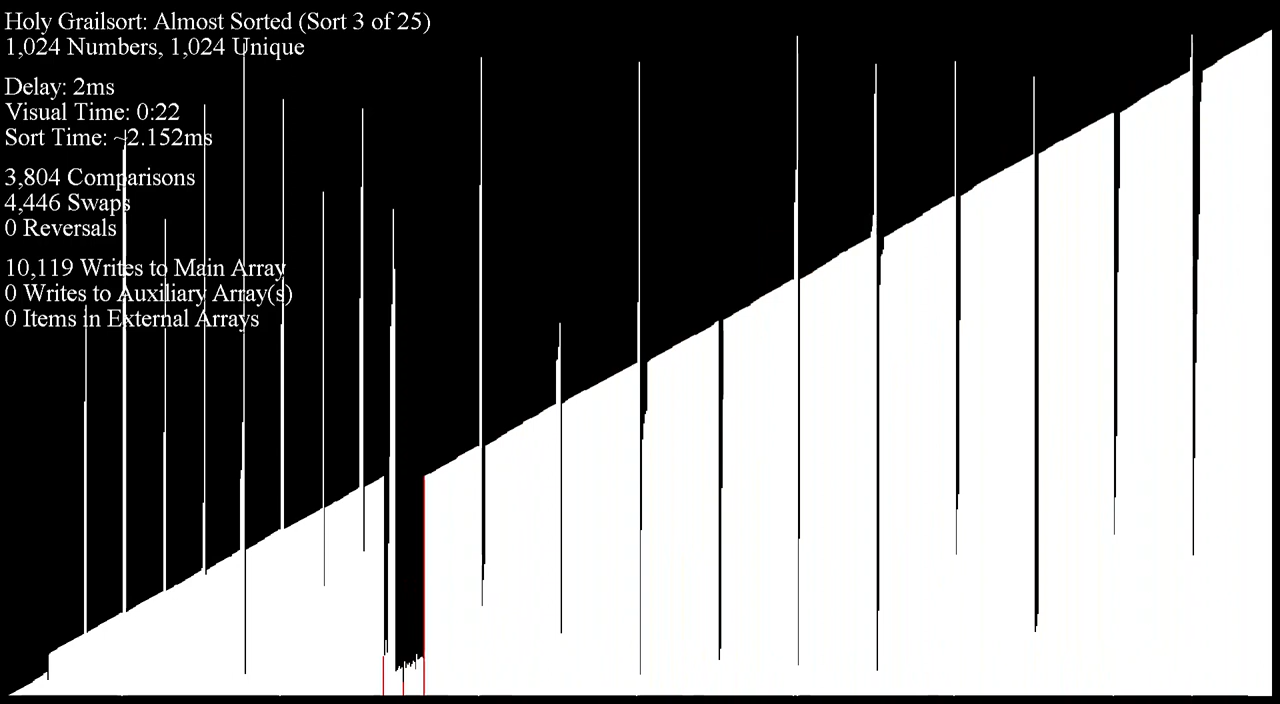 Holy Grailsort: Almost Sorted (Sort 3 of 25)
1,024 Numbers, 1,024 Unique
Delay: 2ms
Visual Time: 0:22
Sort Time: ~2.152ms
3,804 Comparisons
4,446 Swaps
0 Reversals
10,119 Writes to Main Array
0 Writes to Auxiliary Array(s)
0 Items in External Arrays